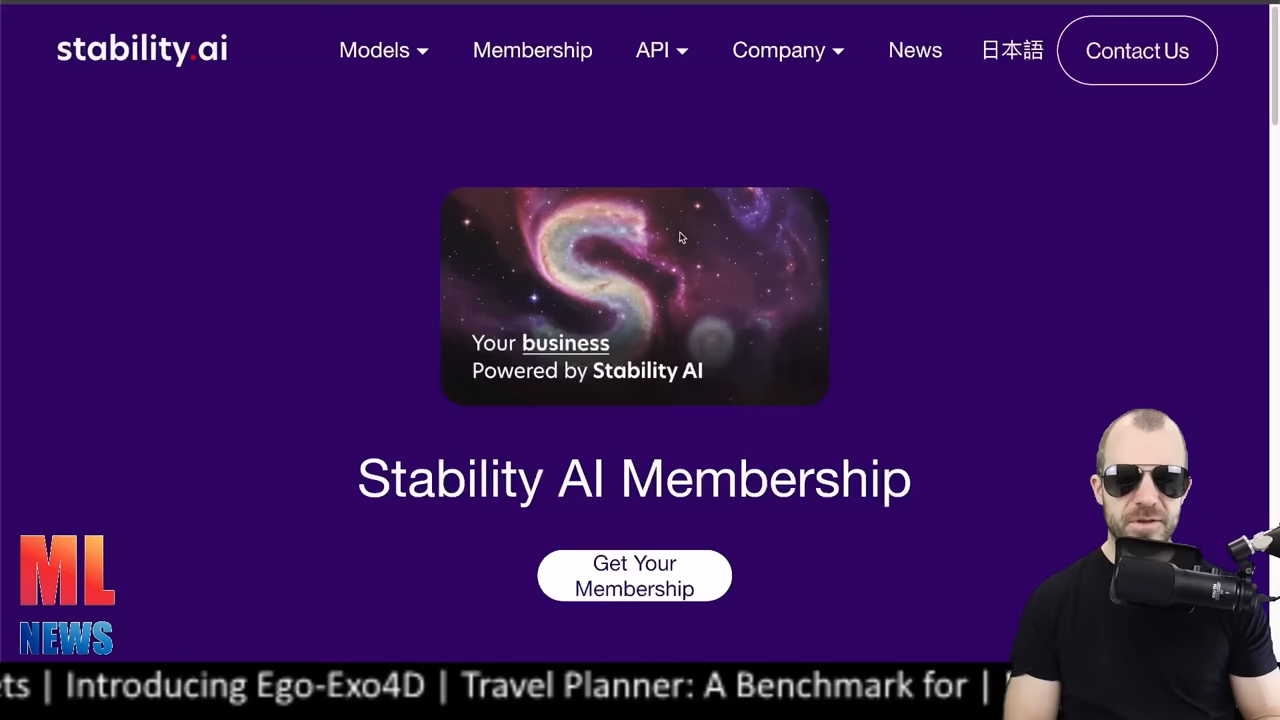 stability.ai
Models
Membership
API
Company
News
日本語
Contact Us
Your business
Powered by Stability AI
Stability AI Membership
Get Your
Membership
ML
NEWS
ts | Introducing Ego-Exo4D | Travel Planner: A Benchmark for |